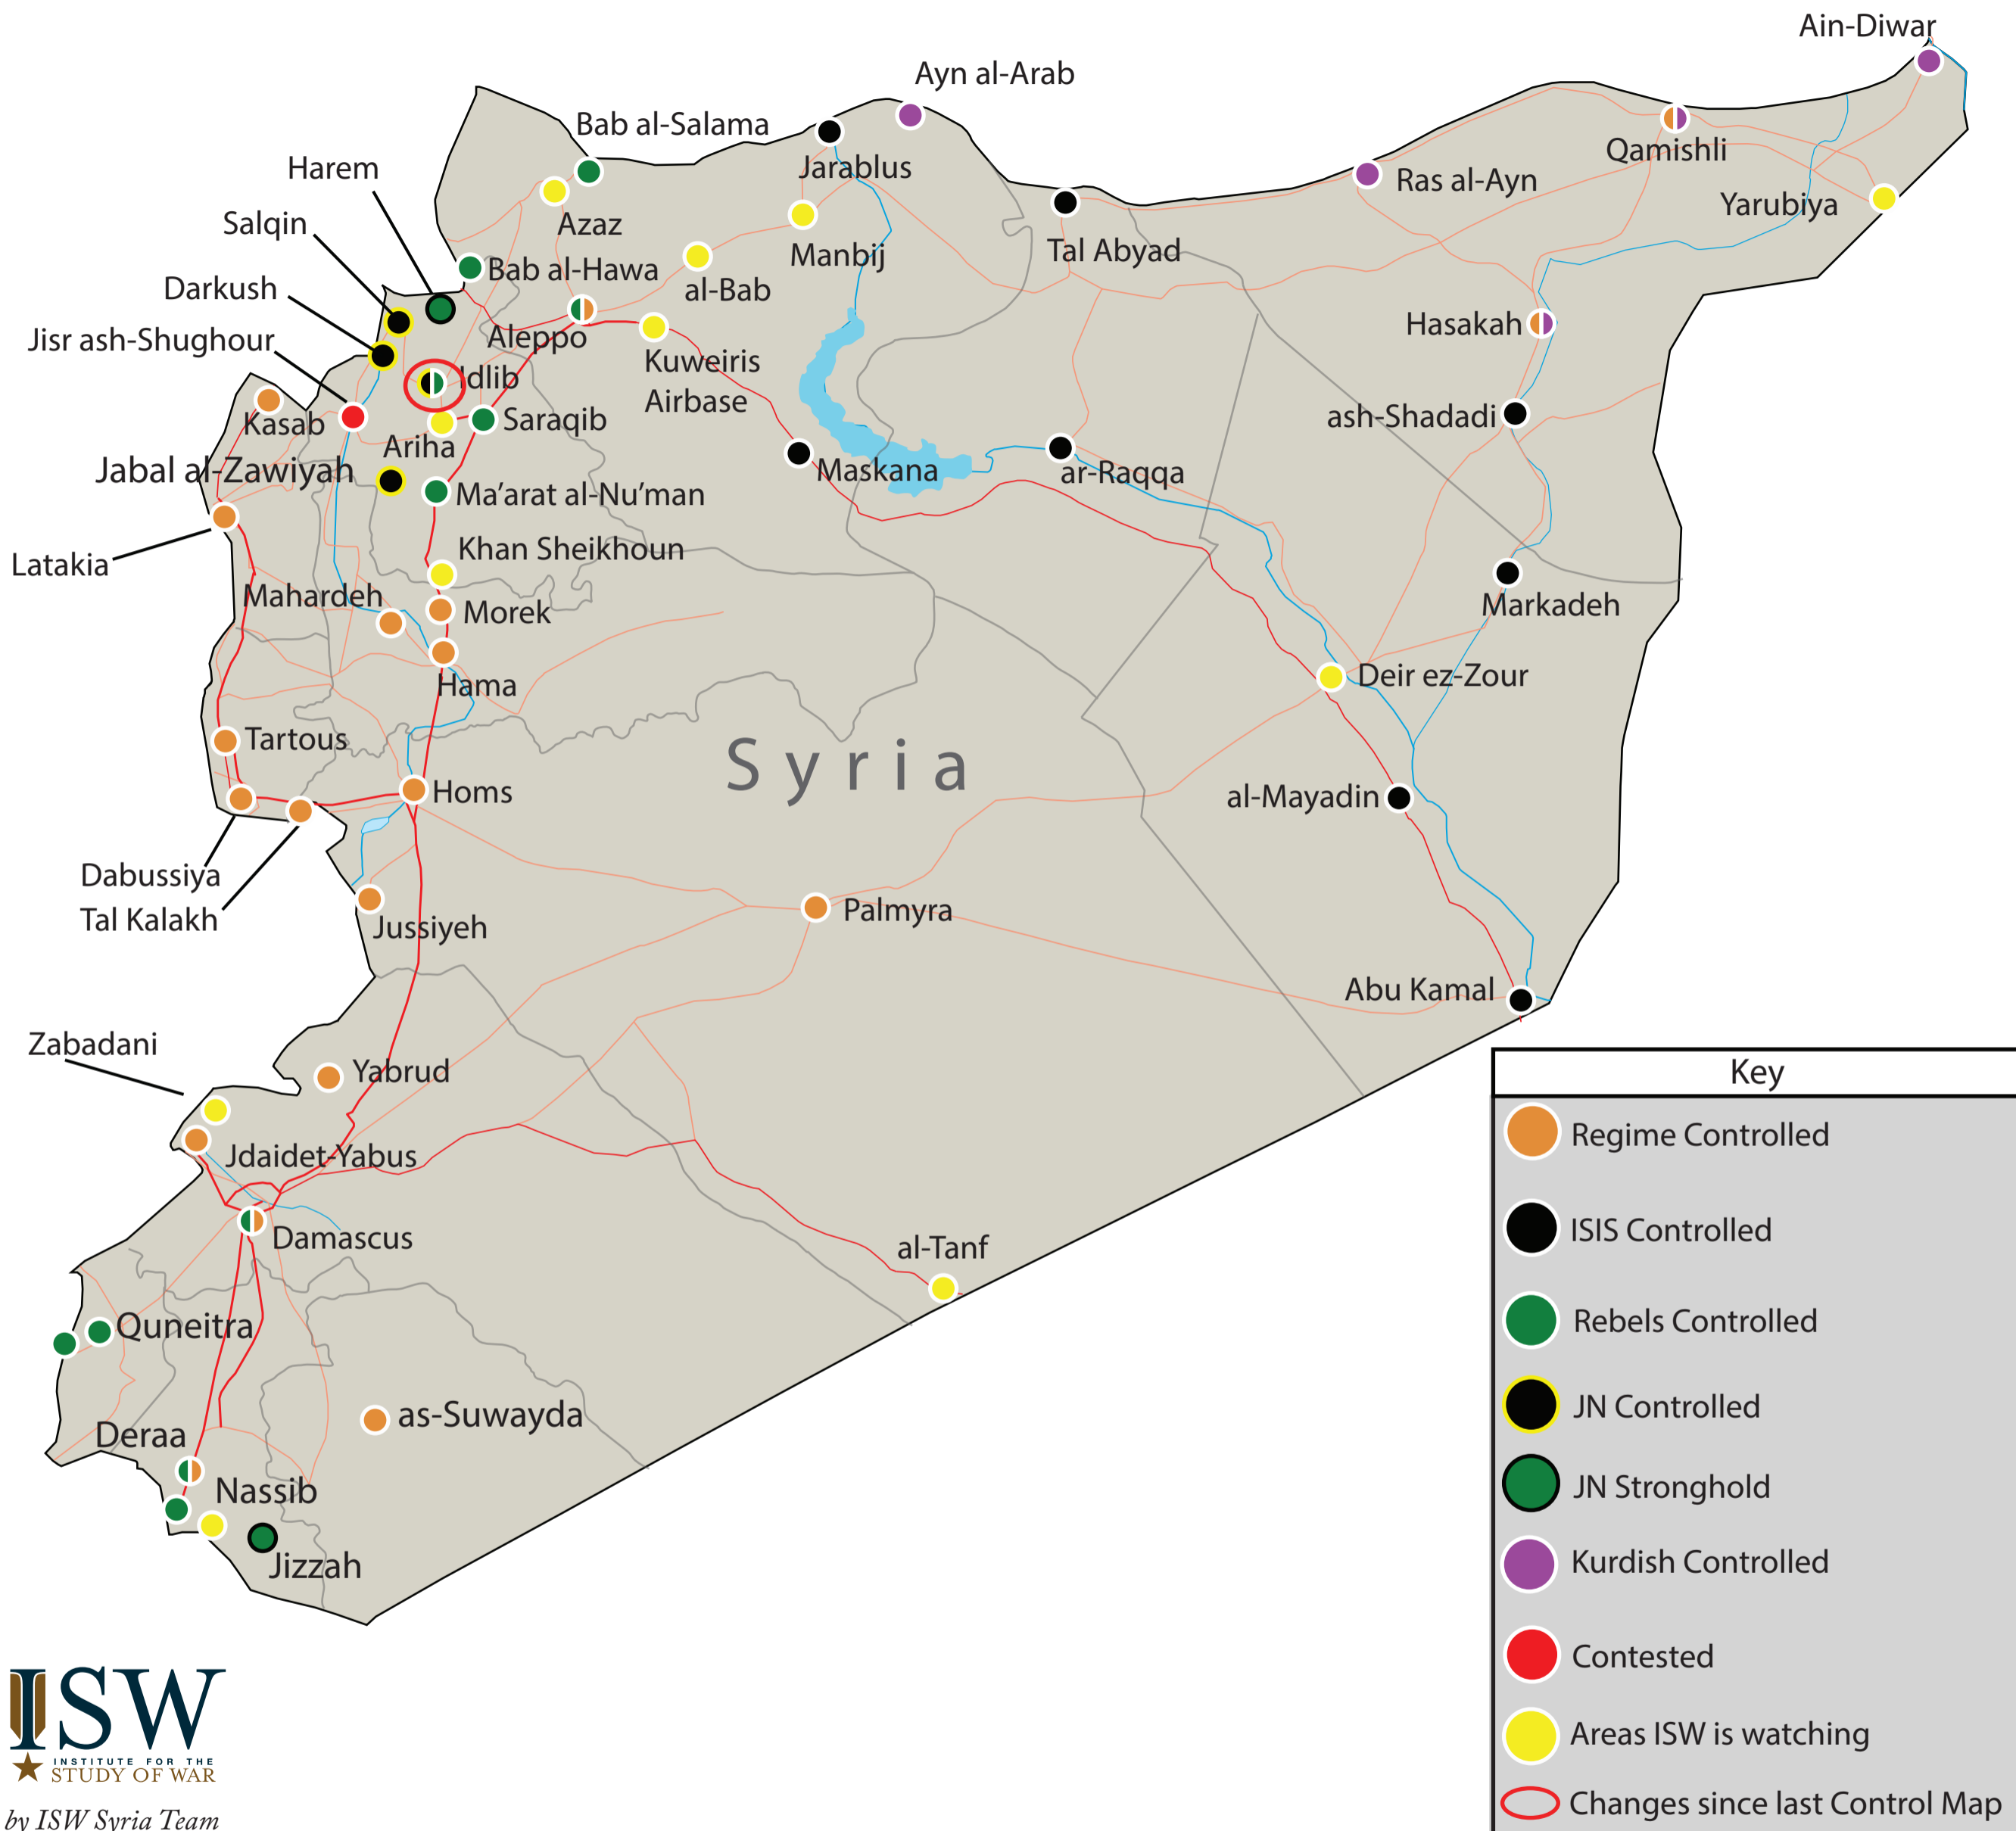 Ain-Diwar
Ayn al-Arab
Bab al-Salama
Jarablus
Qamishli
Harem
Ras al-Ayn
Yarubiya
Salqin
Azaz
Manbij
Tal Abyad
Bab al-Hawa
al-Bab
Darkush
Jisr ash-Shughour
Aleppo
Hasakah
Kuweiris
Airbase
Idlib
Kasab
Saraqib
ash-Shadadi
Ariha
Jabal al-Zawiyah
Maskana
ar-Raqqa
Ma'arat al-Nu'man
Latakia
Khan Sheikhoun
Mahardeh
Morek
Markadeh
Hama
Deir ez-Zour
Tartous
Syria
Homs
al-Mayadin
Dabussiya
Tal Kalakh
Jussiyeh
Palmyra
Abu Kamal
Zabadani
Yabrud
Jdaidet-Yabus
Damascus
al-Tanf
Quneitra
as-Suwayda
Deraa
Nassib
Jizzah
Key
Regime Controlled
ISIS Controlled
Rebels Controlled
JN Controlled
JN Stronghold
Kurdish Controlled
Contested
Areas ISW is watching
Changes since last Control Map
ISW
INSTITUTE FOR THE
STUDY OF WAR
by ISW Syria Team